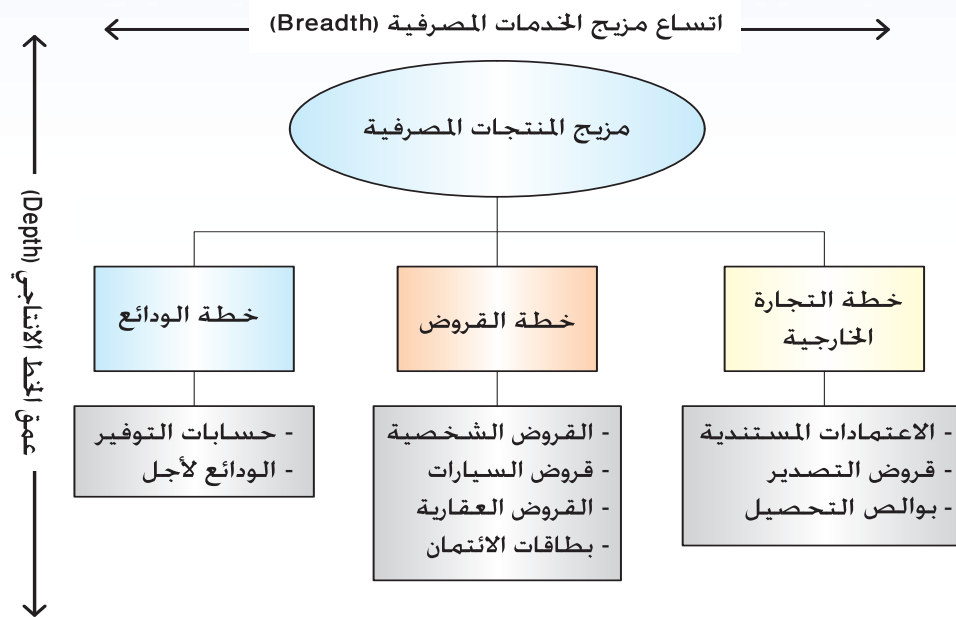 اتساع مزيج الخدمات المصرفية (Breadth)
عمق الخط الانتاجي (Depth)
مزيج المنتجات المصرفية
خطة التجارة
الخارجية
- الاعتمادات المستندية
- قروض التصدير
- بوالص التحصيل
خطة القروض
- القروض الشخصية
- قروض السيارات
- القروض العقارية
- بطاقات الائتمان
خطة الودائع
- حسابات التوفير
- الودائع لأجل